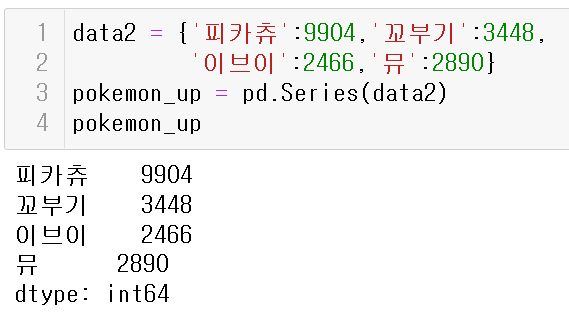 1 data2 = {'피카츄':9904,'꼬부기':3448,
2 '이브이':2466,'뮤':2890}
3 pokemon_up = pd.Series(data2)
4 pokemon_up
피카츄 9904
꼬부기 3448
이브이 2466
뮤 2890
dtype: int64